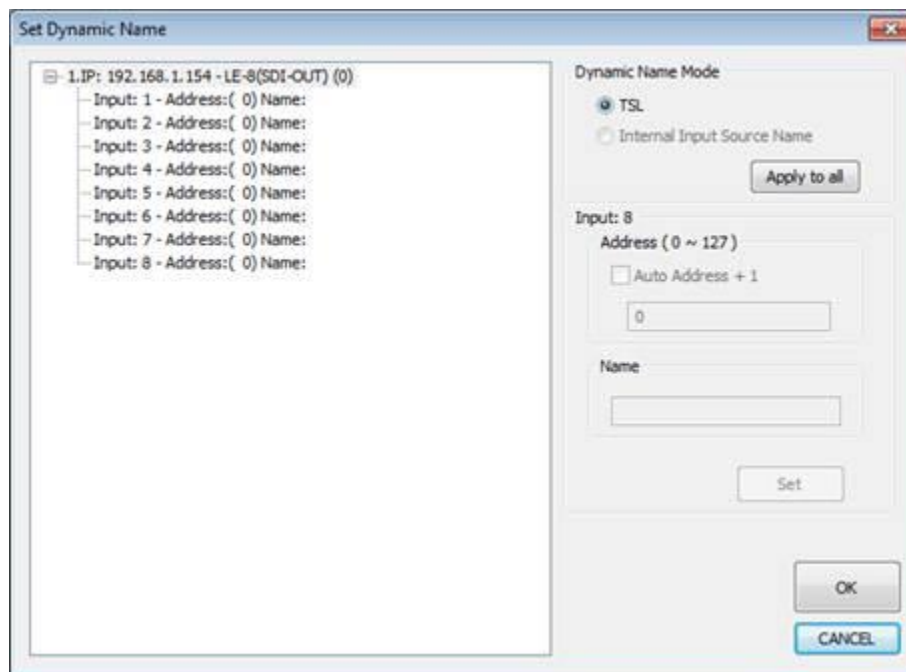 Set Dynamic Name
1.IP: 192.168.1.154 - LE-8(SDI-OUT) (0)
Input: 1 - Address:( 0) Name:
Input: 2 - Address:( 0) Name:
Input: 3 - Address:( 0) Name:
Input: 4 - Address:( 0) Name:
Input: 5 - Address:( 0) Name:
Input: 6 - Address:( 0) Name:
Input: 7 - Address:( 0) Name:
Input: 8 - Address:( 0) Name:
Dynamic Name Mode
TSL
Internal Input Source Name
Apply to all
Input: 8
Address ( 0 ~ 127 )
Auto Address + 1
0
Name
Set
OK
CANCEL